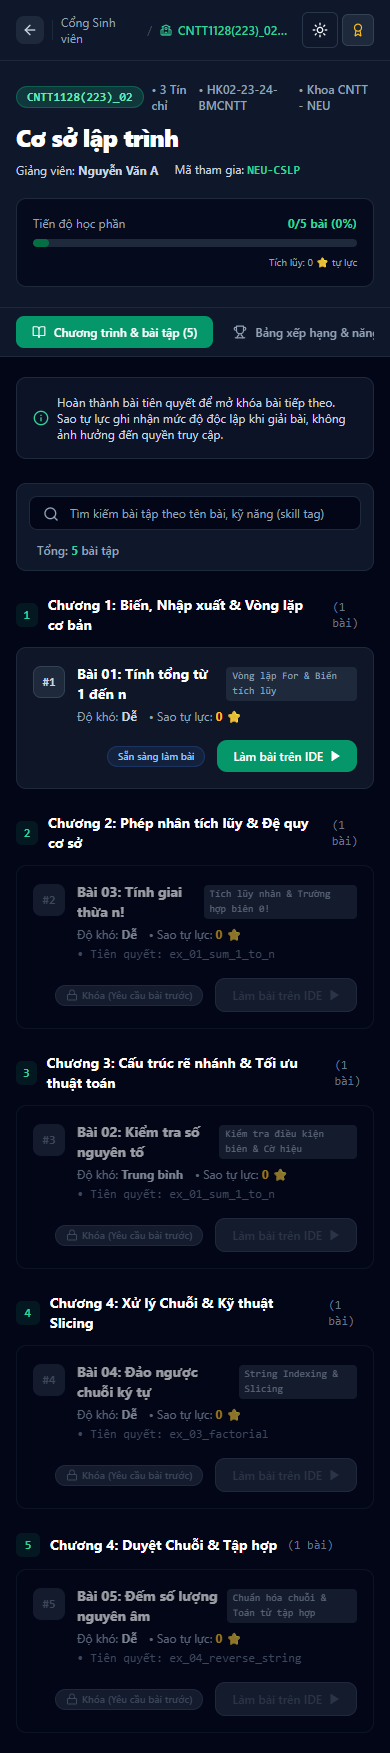 Cổng Sinh viên / CNTT1128(223)_02...
CNTT1128(223)_02 • 3 Tín chỉ • HK02-23-24-BMCNTT • Khoa CNTT - NEU
Cơ sở lập trình
Giảng viên: Nguyễn Văn A Mã tham gia: NEU-CSLP
Tiến độ học phần 0/5 bài (0%)
Tích lũy: 0 tự lực
Chương trình & bài tập (5) Bảng xếp hạng & năng
Hoàn thành bài tiên quyết để mở khóa bài tiếp theo.
Sao tự lực ghi nhận mức độ độc lập khi giải bài, không
ảnh hưởng đến quyền truy cập.
Tìm kiếm bài tập theo tên bài, kỹ năng (skill tag)
Tổng: 5 bài tập
1 Chương 1: Biến, Nhập xuất & Vòng lặp
cơ bản (1 bài)
#1 Bài 01: Tính tổng từ
1 đến n
Vòng lặp For & Biến
tích lũy
Độ khó: Dễ • Sao tự lực: 0
Sẵn sàng làm bài Làm bài trên IDE
2 Chương 2: Phép nhân tích lũy & Đệ quy
cơ sở (1 bài)
#2 Bài 03: Tính giai
thừa n!
Tích lũy nhân & Trường
hợp biên 0!
Độ khó: Dễ • Sao tự lực: 0
• Tiên quyết: ex_01_sum_1_to_n
Khóa (Yêu cầu bài trước) Làm bài trên IDE
3 Chương 3: Cấu trúc rẽ nhánh & Tối ưu
thuật toán (1 bài)
#3 Bài 02: Kiểm tra số
nguyên tố
Kiểm tra điều kiện
biên & Cờ hiệu
Độ khó: Trung bình • Sao tự lực: 0
• Tiên quyết: ex_01_sum_1_to_n
Khóa (Yêu cầu bài trước) Làm bài trên IDE
4 Chương 4: Xử lý Chuỗi & Kỹ thuật
Slicing (1 bài)
#4 Bài 04: Đảo ngược
chuỗi ký tự
String Indexing &
Slicing
Độ khó: Dễ • Sao tự lực: 0
• Tiên quyết: ex_03_factorial
Khóa (Yêu cầu bài trước) Làm bài trên IDE
5 Chương 4: Duyệt Chuỗi & Tập hợp (1 bài)
#5 Bài 05: Đếm số lượng
nguyên âm
Chuẩn hóa chuỗi &
Toán tử tập hợp
Độ khó: Dễ • Sao tự lực: 0
• Tiên quyết: ex_04_reverse_string
Khóa (Yêu cầu bài trước) Làm bài trên IDE